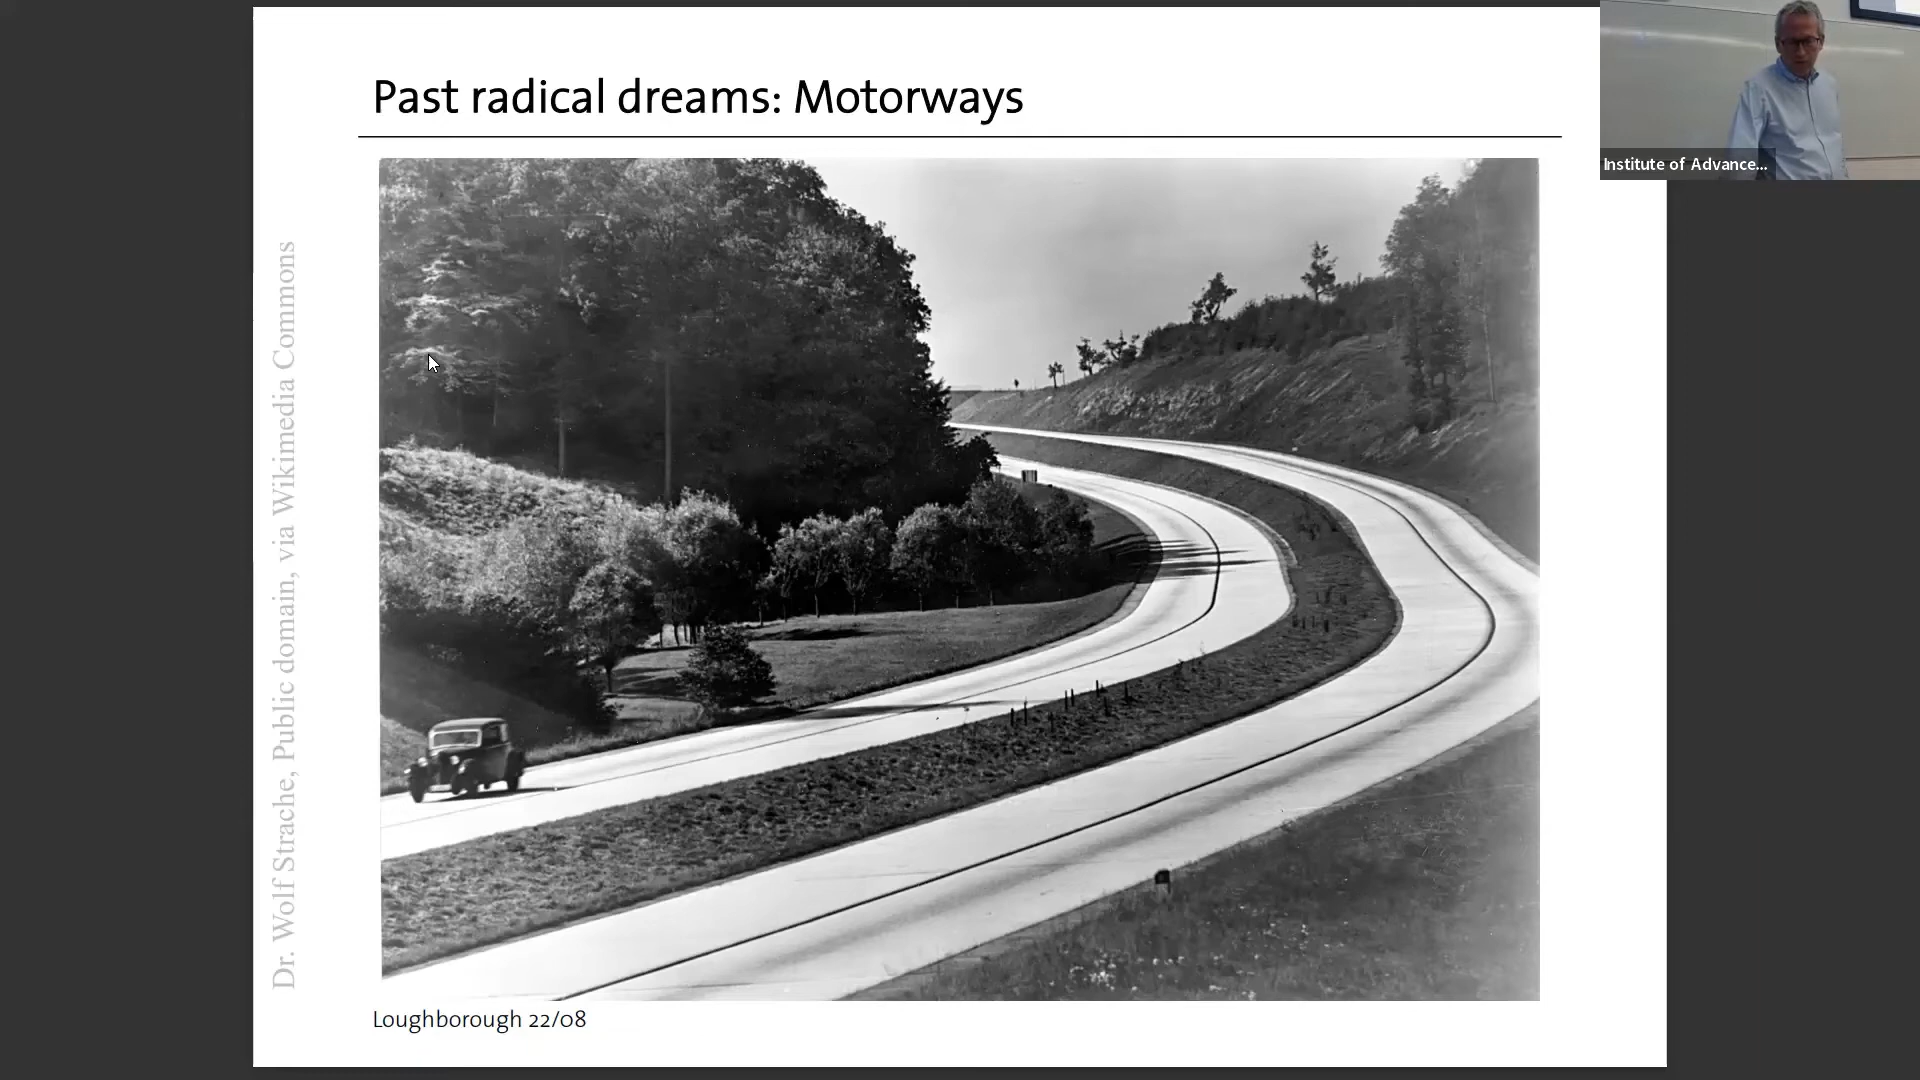 Past radical dreams: Motorways
Institute of Advance...
Dr. Wolf Strache, Public domain, via Wikimedia Commons
Loughborough 22/08